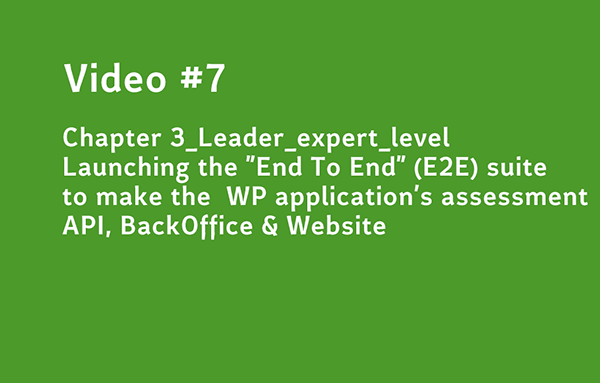 Video #7
Chapter 3_Leader_expert_level
Launching the "End To End" (E2E) suite
to make the  WP application's assessment
API, BackOffice & Website